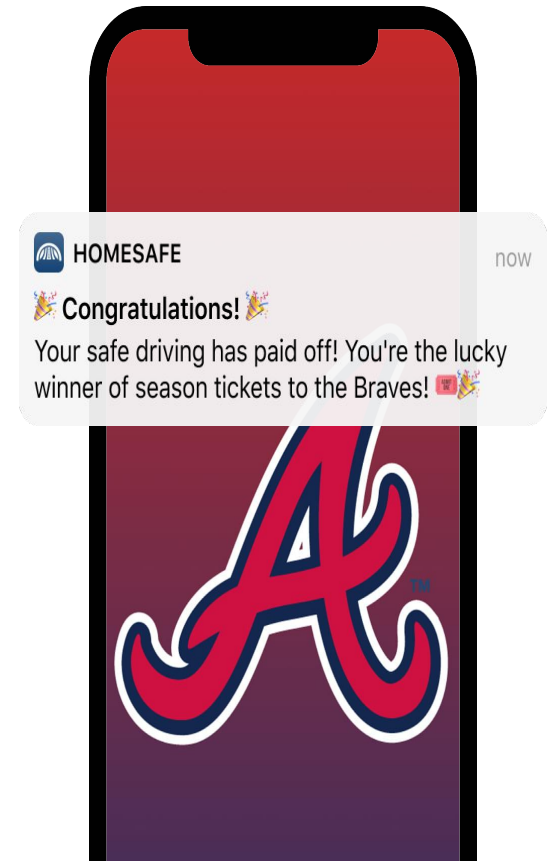 HOMESAFE
now
🎉 Congratulations! 🎉
Your safe driving has paid off! You're the lucky
winner of season tickets to the Braves! 🎟️🎉
A
TM